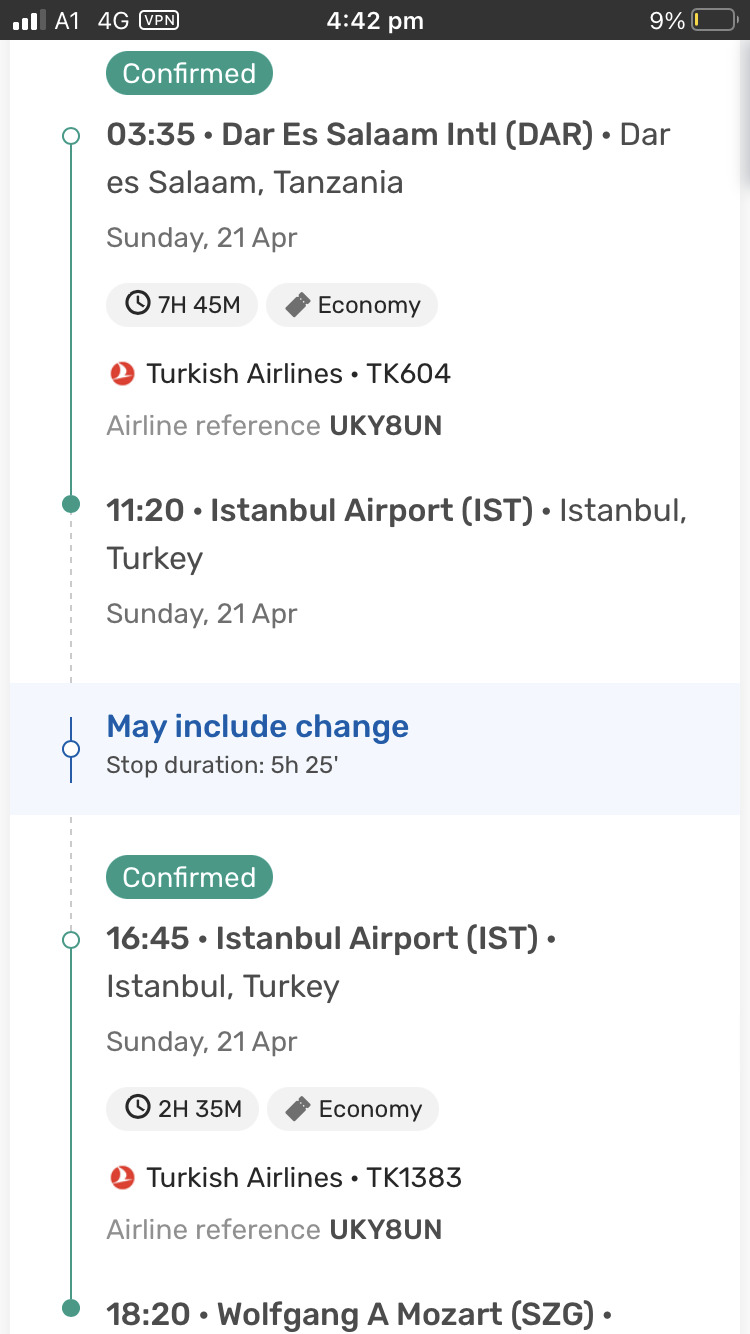 A1 4G VPN 4:42 pm 9%
Confirmed
03:35 • Dar Es Salaam Intl (DAR) • Dar
es Salaam, Tanzania
Sunday, 21 Apr
7H 45M Economy
Turkish Airlines • TK604
Airline reference UKY8UN
11:20 • Istanbul Airport (IST) • Istanbul,
Turkey
Sunday, 21 Apr
May include change
Stop duration: 5h 25'
Confirmed
16:45 • Istanbul Airport (IST) •
Istanbul, Turkey
Sunday, 21 Apr
2H 35M Economy
Turkish Airlines • TK1383
Airline reference UKY8UN
18:20 • Wolfgang A Mozart (SZG) •